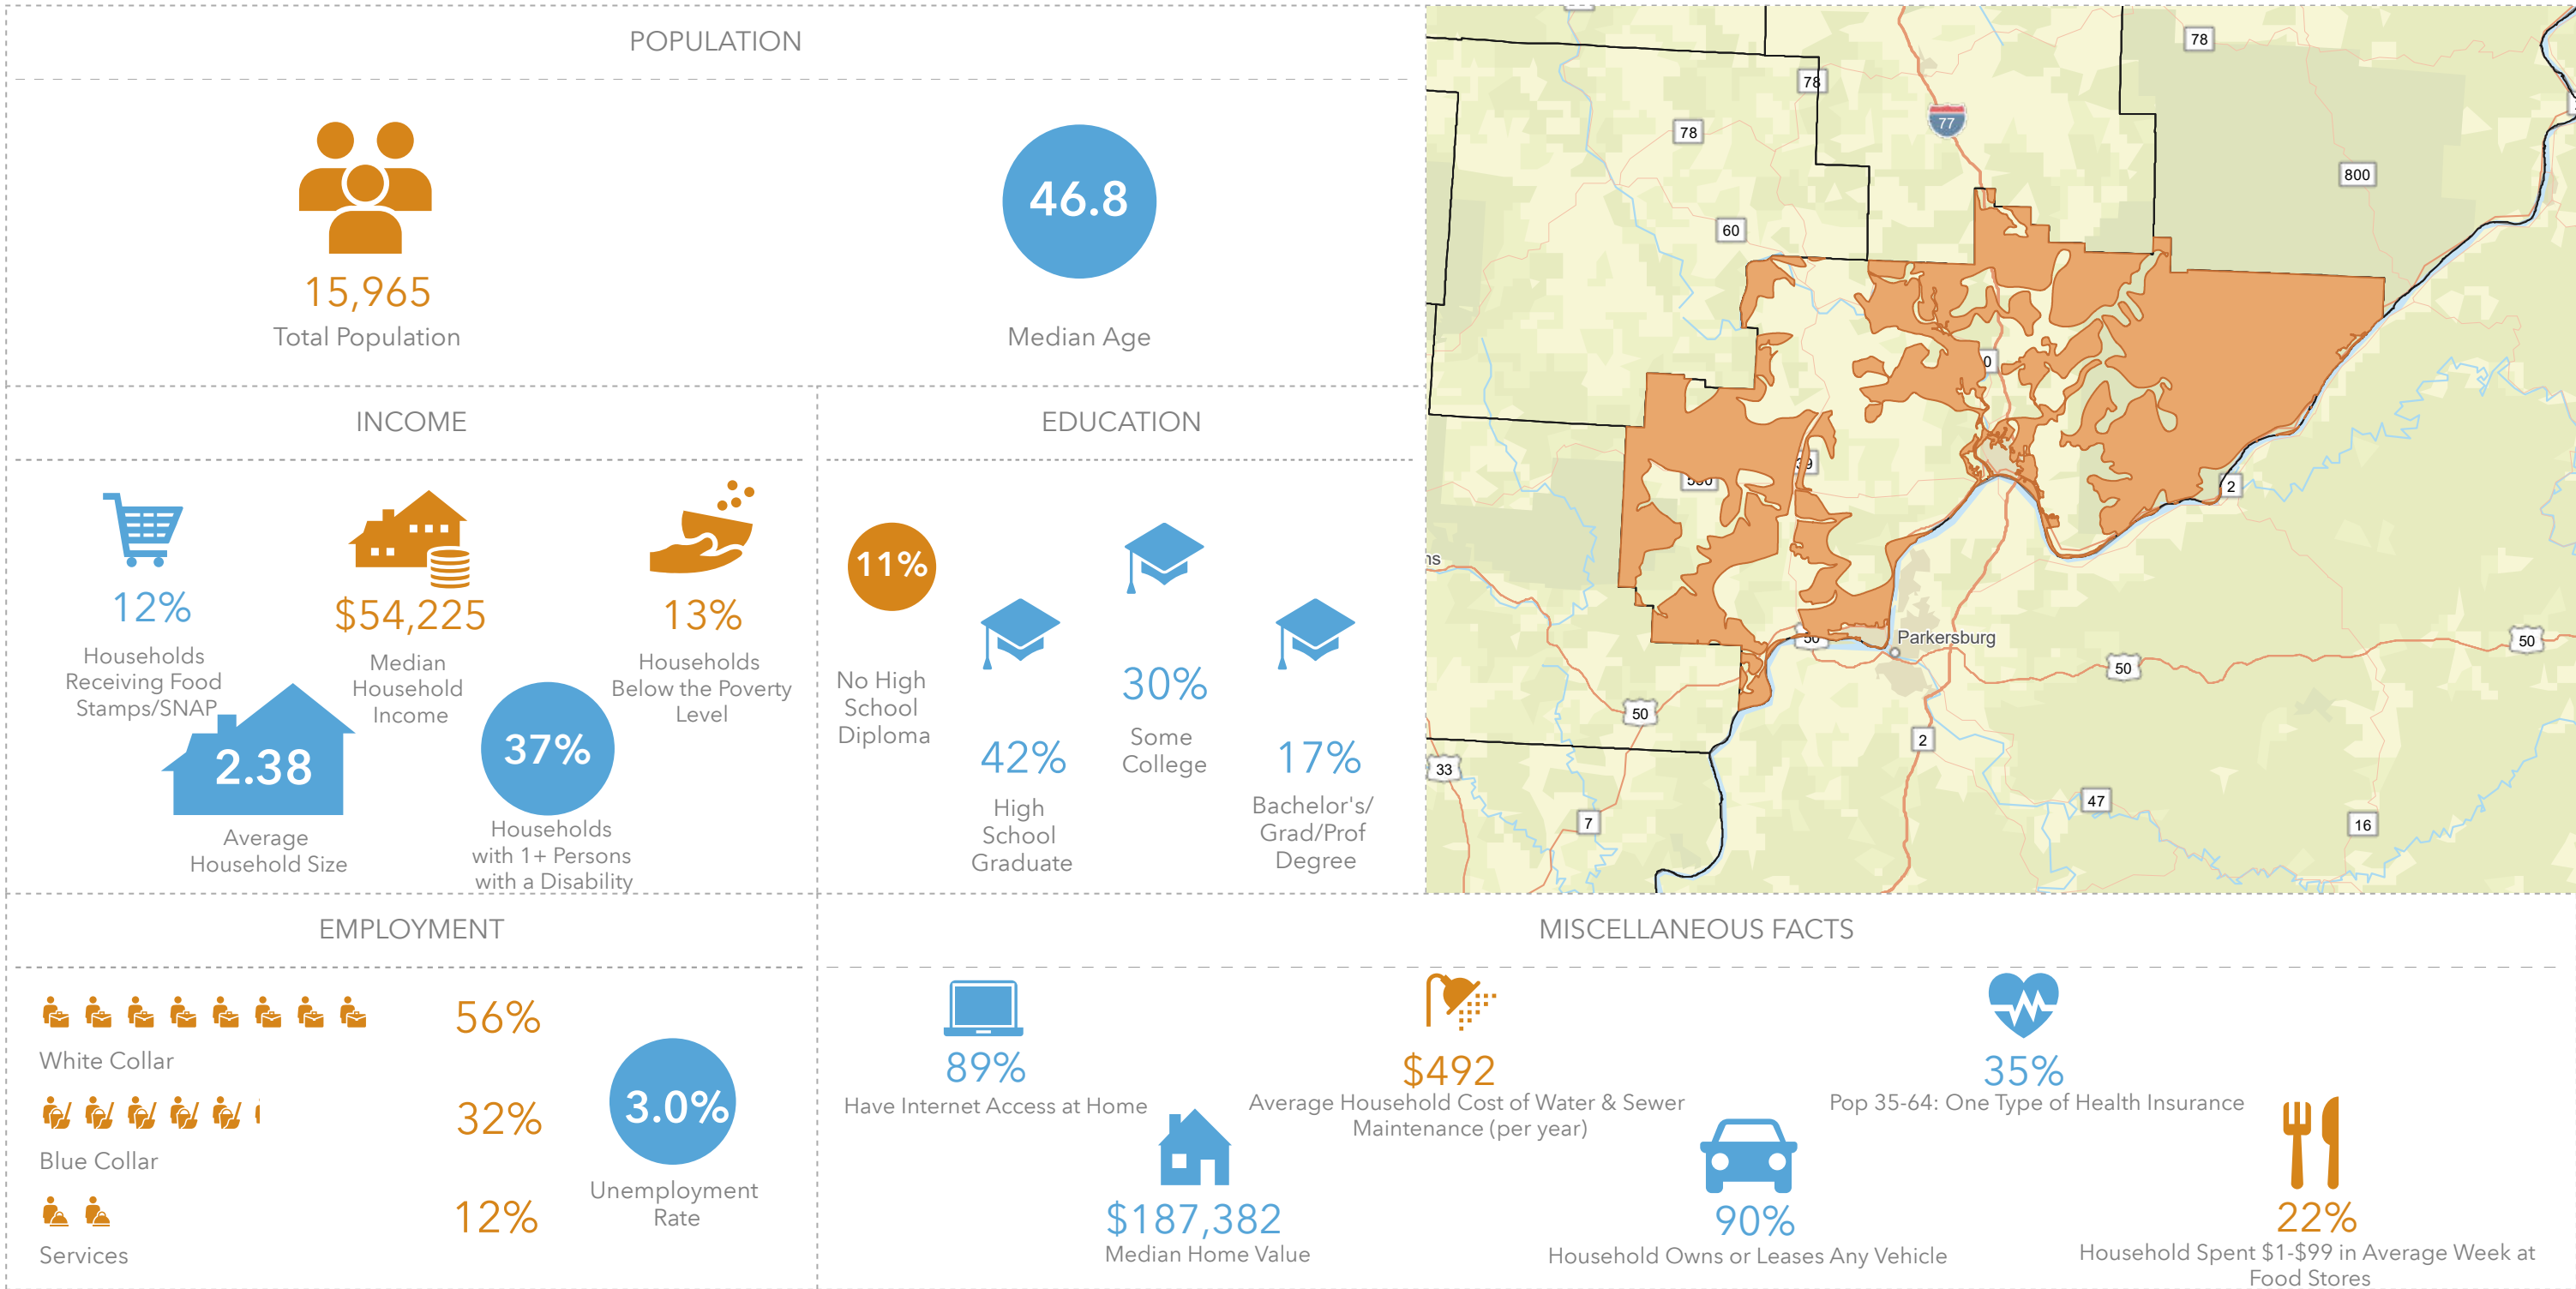 POPULATION
15,965
Total Population
46.8
Median Age
INCOME
12%
Households
Receiving Food
Stamps/SNAP
$54,225
Median
Household
Income
13%
Households
Below the Poverty
Level
2.38
Average
Household Size
37%
Households
with 1+ Persons
with a Disability
EDUCATION
11%
No High
School
Diploma
42%
High
School
Graduate
30%
Some
College
17%
Bachelor's/
Grad/Prof
Degree
78
78
78
77
800
60
2
Parkersburg
50
50
50
50
2
33
7
47
16
EMPLOYMENT
56%
White Collar
32%
Blue Collar
12%
Services
3.0%
Unemployment
Rate
MISCELLANEOUS FACTS
89%
Have Internet Access at Home
$492
Average Household Cost of Water & Sewer
Maintenance (per year)
35%
Pop 35-64: One Type of Health Insurance
$187,382
Median Home Value
90%
Household Owns or Leases Any Vehicle
22%
Household Spent $1-$99 in Average Week at
Food Stores